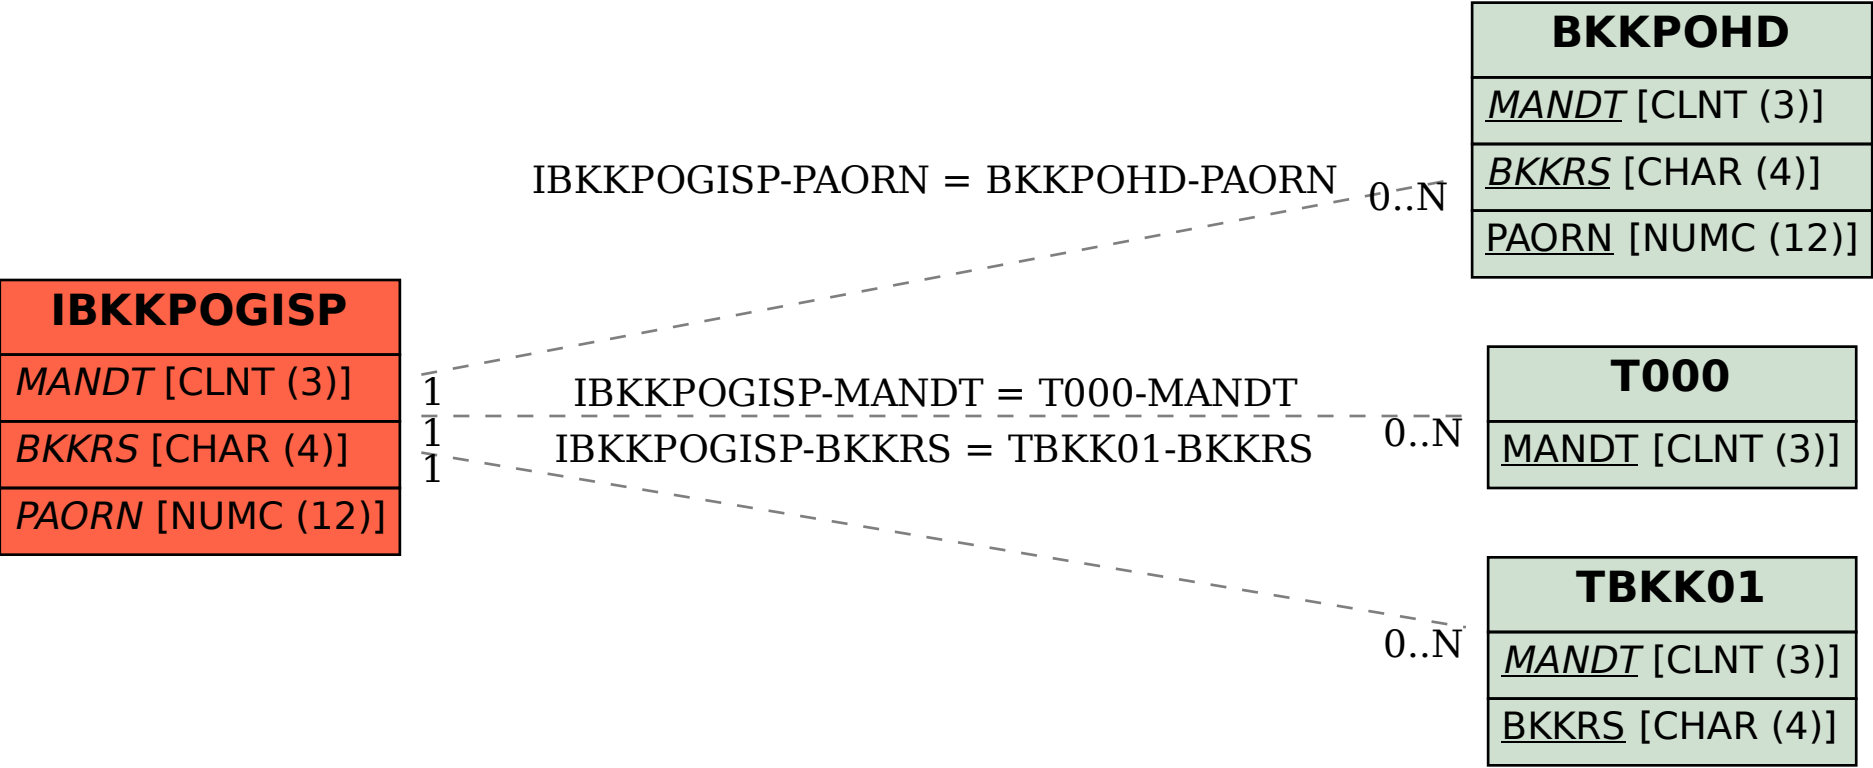 BKKPOHD
MANDT [CLNT (3)]
BKKRS [CHAR (4)]
PAORN [NUMC (12)]
IBKKPOGISP-PAORN = BKKPOHD-PAORN
0..N
IBKKPOGISP
MANDT [CLNT (3)]
BKKRS [CHAR (4)]
PAORN [NUMC (12)]
1
IBKKPOGISP-MANDT = T000-MANDT
1
0..N
IBKKPOGISP-BKKRS = TBKK01-BKKRS
1
0..N
T000
MANDT [CLNT (3)]
TBKK01
MANDT [CLNT (3)]
BKKRS [CHAR (4)]